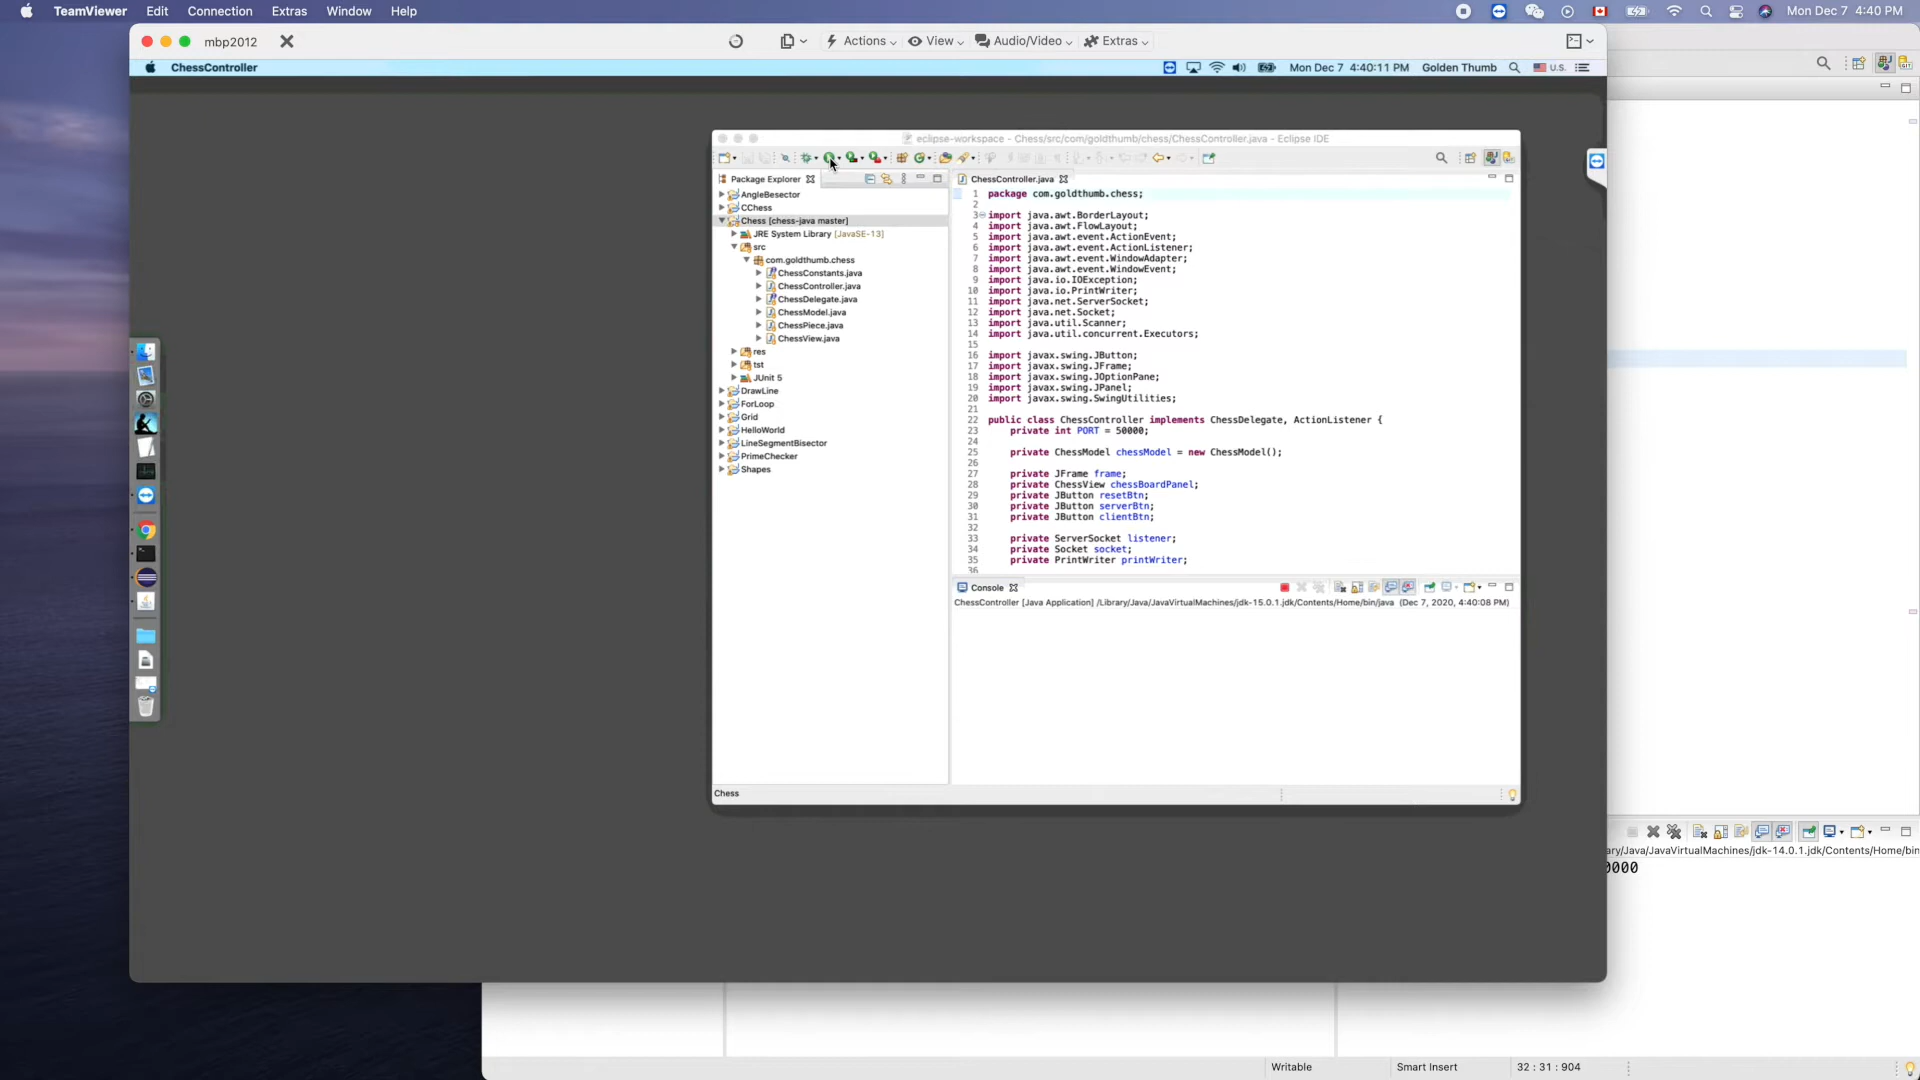 TeamViewer Edit Connection Extras Window Help Mon Dec 7 4:40 PM
mbp2012 Actions View Audio/Video Extras
ChessController Mon Dec 7 4:40:11 PM Golden Thumb U.S.
eclipse-workspace - Chess/src/com/goldthumb/chess/ChessController.java - Eclipse IDE
Package Explorer
AngleBesector
CChess
Chess [chess-java master]
JRE System Library [JavaSE-13]
src
com.goldthumb.chess
ChessConstants.java
ChessController.java
ChessDelegate.java
ChessModel.java
ChessPiece.java
ChessView.java
res
tst
JUnit 5
DrawLine
ForLoop
Grid
HelloWorld
LineSegmentBisector
PrimeChecker
Shapes
ChessController.java
1 package com.goldthumb.chess;
2
3 import java.awt.BorderLayout;
4 import java.awt.FlowLayout;
5 import java.awt.event.ActionEvent;
6 import java.awt.event.ActionListener;
7 import java.awt.event.WindowAdapter;
8 import java.awt.event.WindowEvent;
9 import java.io.IOException;
10 import java.io.PrintWriter;
11 import java.net.ServerSocket;
12 import java.net.Socket;
13 import java.util.Scanner;
14 import java.util.concurrent.Executors;
15
16 import javax.swing.JButton;
17 import javax.swing.JFrame;
18 import javax.swing.JOptionPane;
19 import javax.swing.JPanel;
20 import javax.swing.SwingUtilities;
21
22 public class ChessController implements ChessDelegate, ActionListener {
23 private int PORT = 50000;
24
25 private ChessModel chessModel = new ChessModel();
26
27 private JFrame frame;
28 private ChessView chessBoardPanel;
29 private JButton resetBtn;
30 private JButton serverBtn;
31 private JButton clientBtn;
32
33 private ServerSocket listener;
34 private Socket socket;
35 private PrintWriter printWriter;
36
Console
ChessController [Java Application] /Library/Java/JavaVirtualMachines/jdk-15.0.1.jdk/Contents/Home/bin/java (Dec 7, 2020, 4:40:08 PM)
Chess
ary/Java/JavaVirtualMachines/jdk-14.0.1.jdk/Contents/Home/bin
0000
Writable Smart Insert 32 : 31 : 904